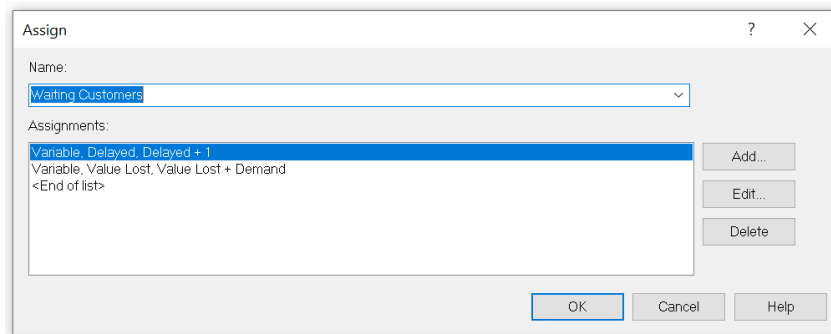 Assign
?
Name:
Waiting Customers
Assignments:
Variable, Delayed, Delayed + 1
Variable, Value Lost, Value Lost + Demand
<End of list>
Add...
Edit...
Delete
OK
Cancel
Help